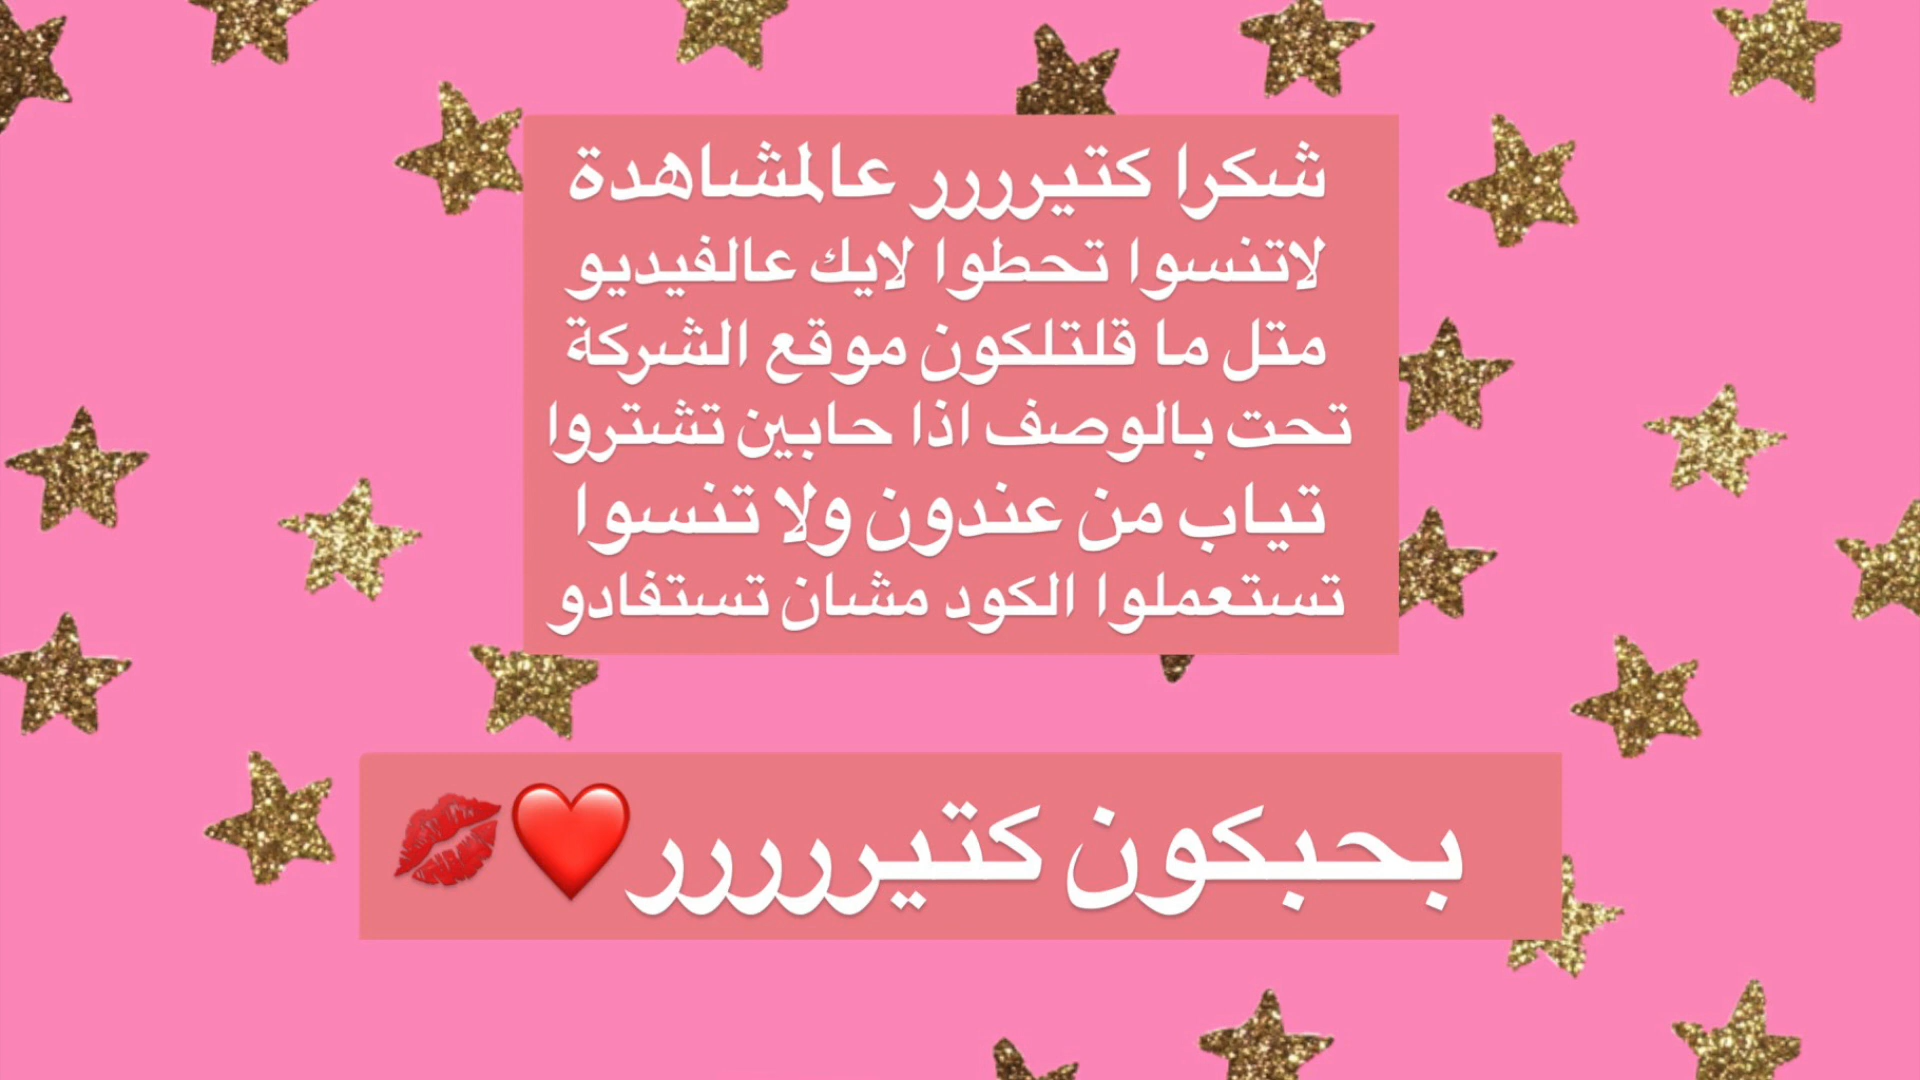 شكرا كتيرررر عالمشاهدة
لاتنسوا تحطوا لايك عالفيديو
متل ما قلتلكون موقع الشركة
تحت بالوصف اذا حابين تشتروا
تياب من عندون ولا تنسوا
تستعملوا الكود مشان تستفادو
بحبكون كتيررررر❤️💋